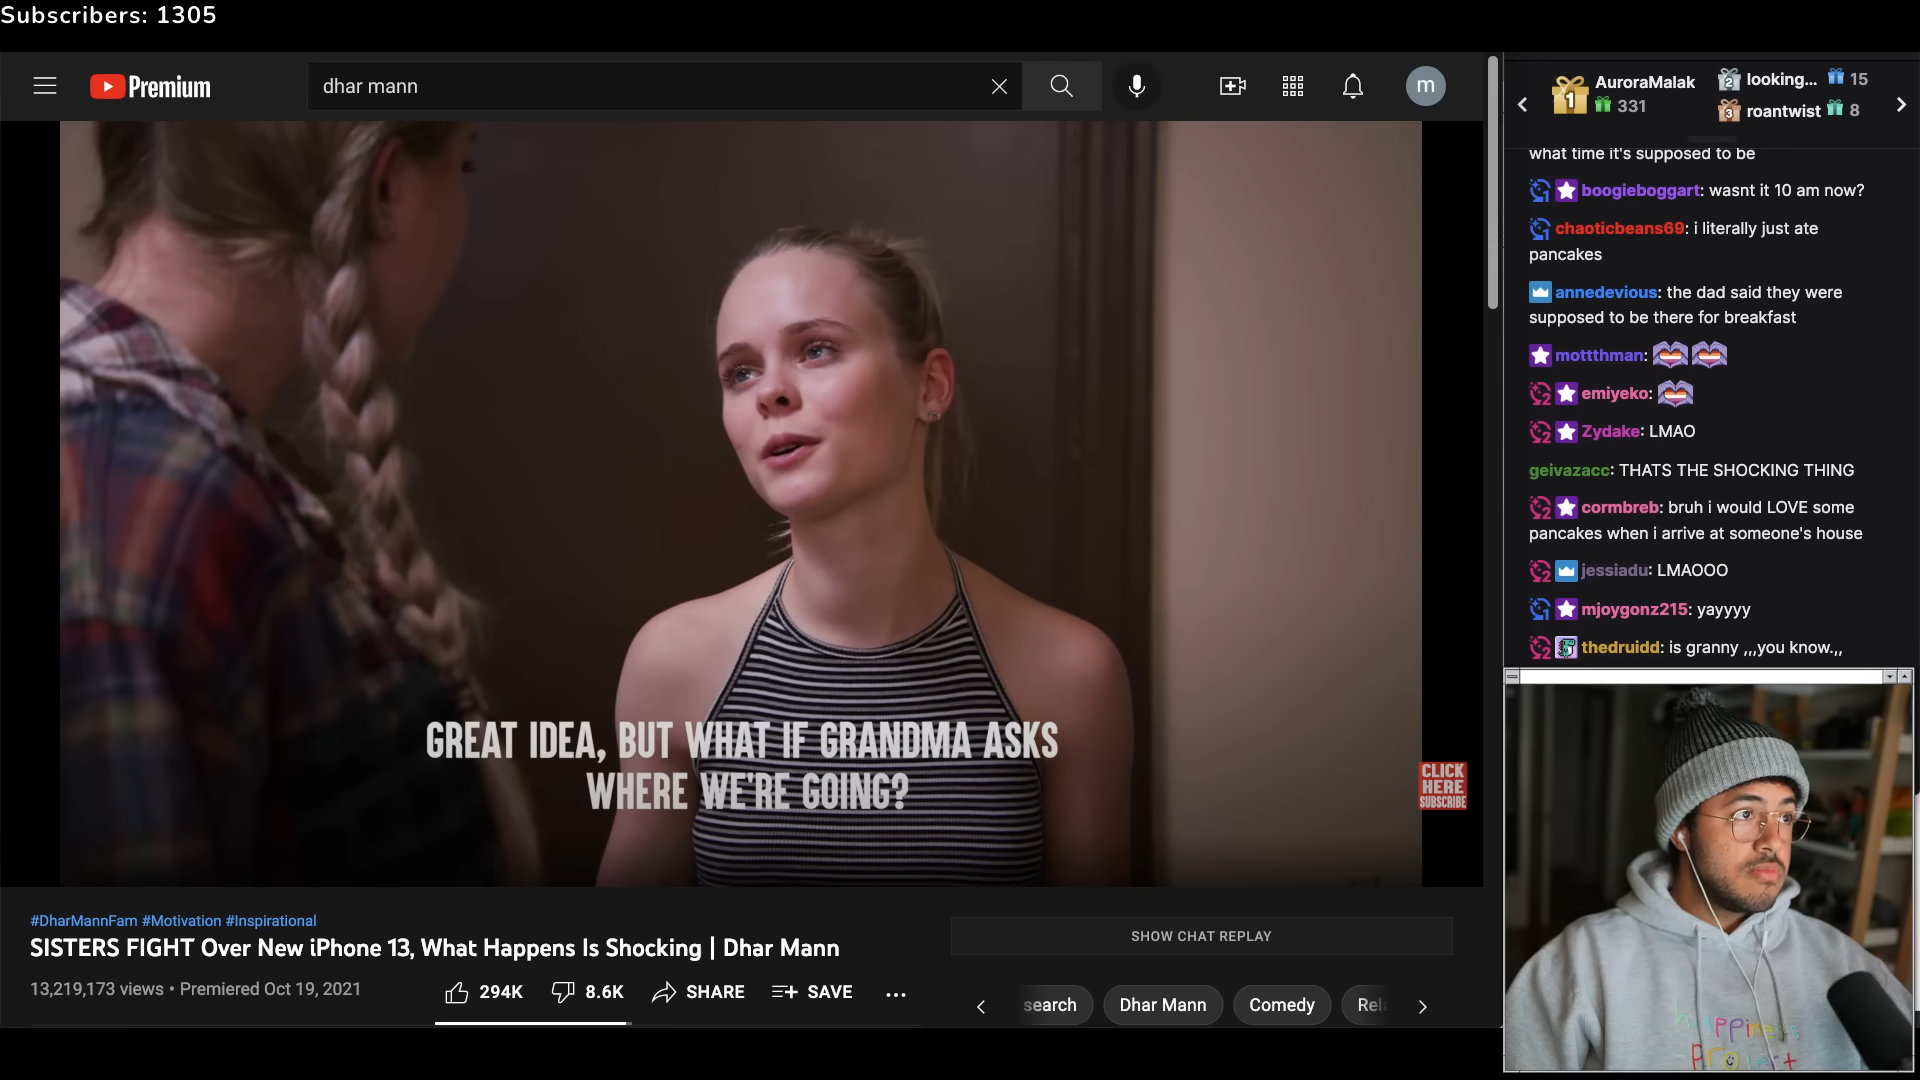 Subscribers: 1305
Premium
dhar mann
m
1
AuroraMalak
331
2
looking...
15
3
roantwist
8
what time it's supposed to be
boogieboggart: wasnt it 10 am now?
chaoticbeans69: i literally just ate
pancakes
annedevious: the dad said they were
supposed to be there for breakfast
mottthman:
emiyeko:
Zydake: LMAO
geivazacc: THATS THE SHOCKING THING
cormbreb: bruh i would LOVE some
pancakes when i arrive at someone's house
jessiadu: LMAOOO
mjoygonz215: yayyyy
thedruidd: is granny ,,,you know.,,
GREAT IDEA, BUT WHAT IF GRANDMA ASKS
WHERE WE'RE GOING?
CLICK
HERE
SUBSCRIBE
#DharMannFam #Motivation #Inspirational
SISTERS FIGHT Over New iPhone 13, What Happens Is Shocking | Dhar Mann
13,219,173 views • Premiered Oct 19, 2021
294K
8.6K
SHARE
SAVE
SHOW CHAT REPLAY
search
Dhar Mann
Comedy
Rel
happiness
Project